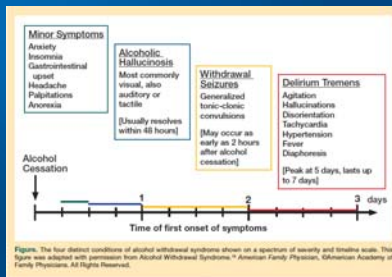 Minor Symptoms
Anxiety
Insomnia
Gastrointestinal
upset
Headache
Palpitations
Anorexia
Alcoholic
Hallucinosis
Most commonly
visual, also
auditory or
tactile
[Usually resolves
within 48 hours]
Withdrawal
Seizures
Generalized
tonic-clonic
convulsions
[May occur as
early as 2 hours
after alcohol
cessation]
Delirium Tremens
Agitation
Hallucinations
Disorientation
Tachycardia
Hypertension
Fever
Diaphoresis
[Peak at 5 days, lasts up
to 7 days]
Alcohol
Cessation
1 2 3 days
Time of first onset of symptoms
Figure. The four distinct conditions of alcohol withdrawal syndrome shown on a spectrum of severity and timeline scale. This
figure was adapted with permission from Alcohol Withdrawal Syndrome. American Family Physician, ©American Academy
Family Physicians. All Rights Reserved.